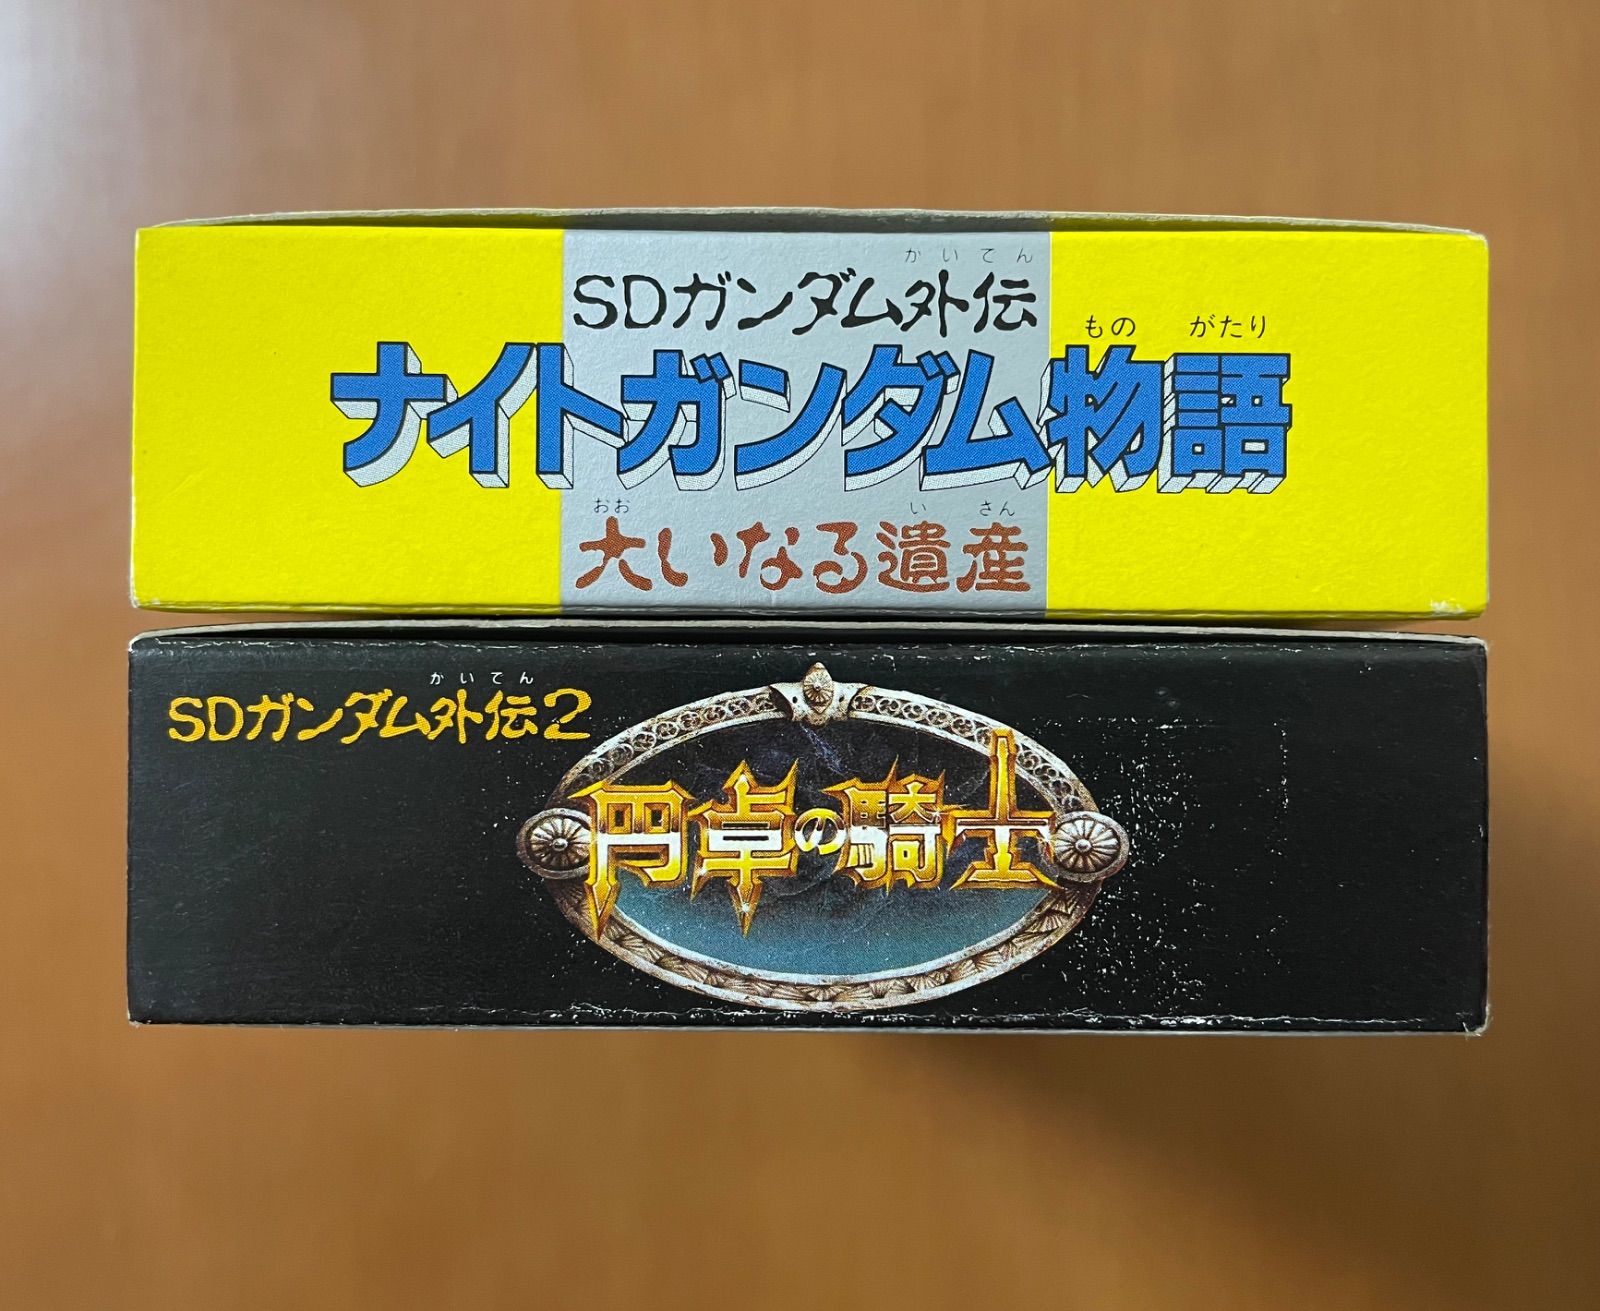 かいてん
SDガンダム外伝
ものがたり
ナイトガンダム物語
おおいさん
大いなる遺産
かいてん
SDガンダム外伝2
円卓の騎士